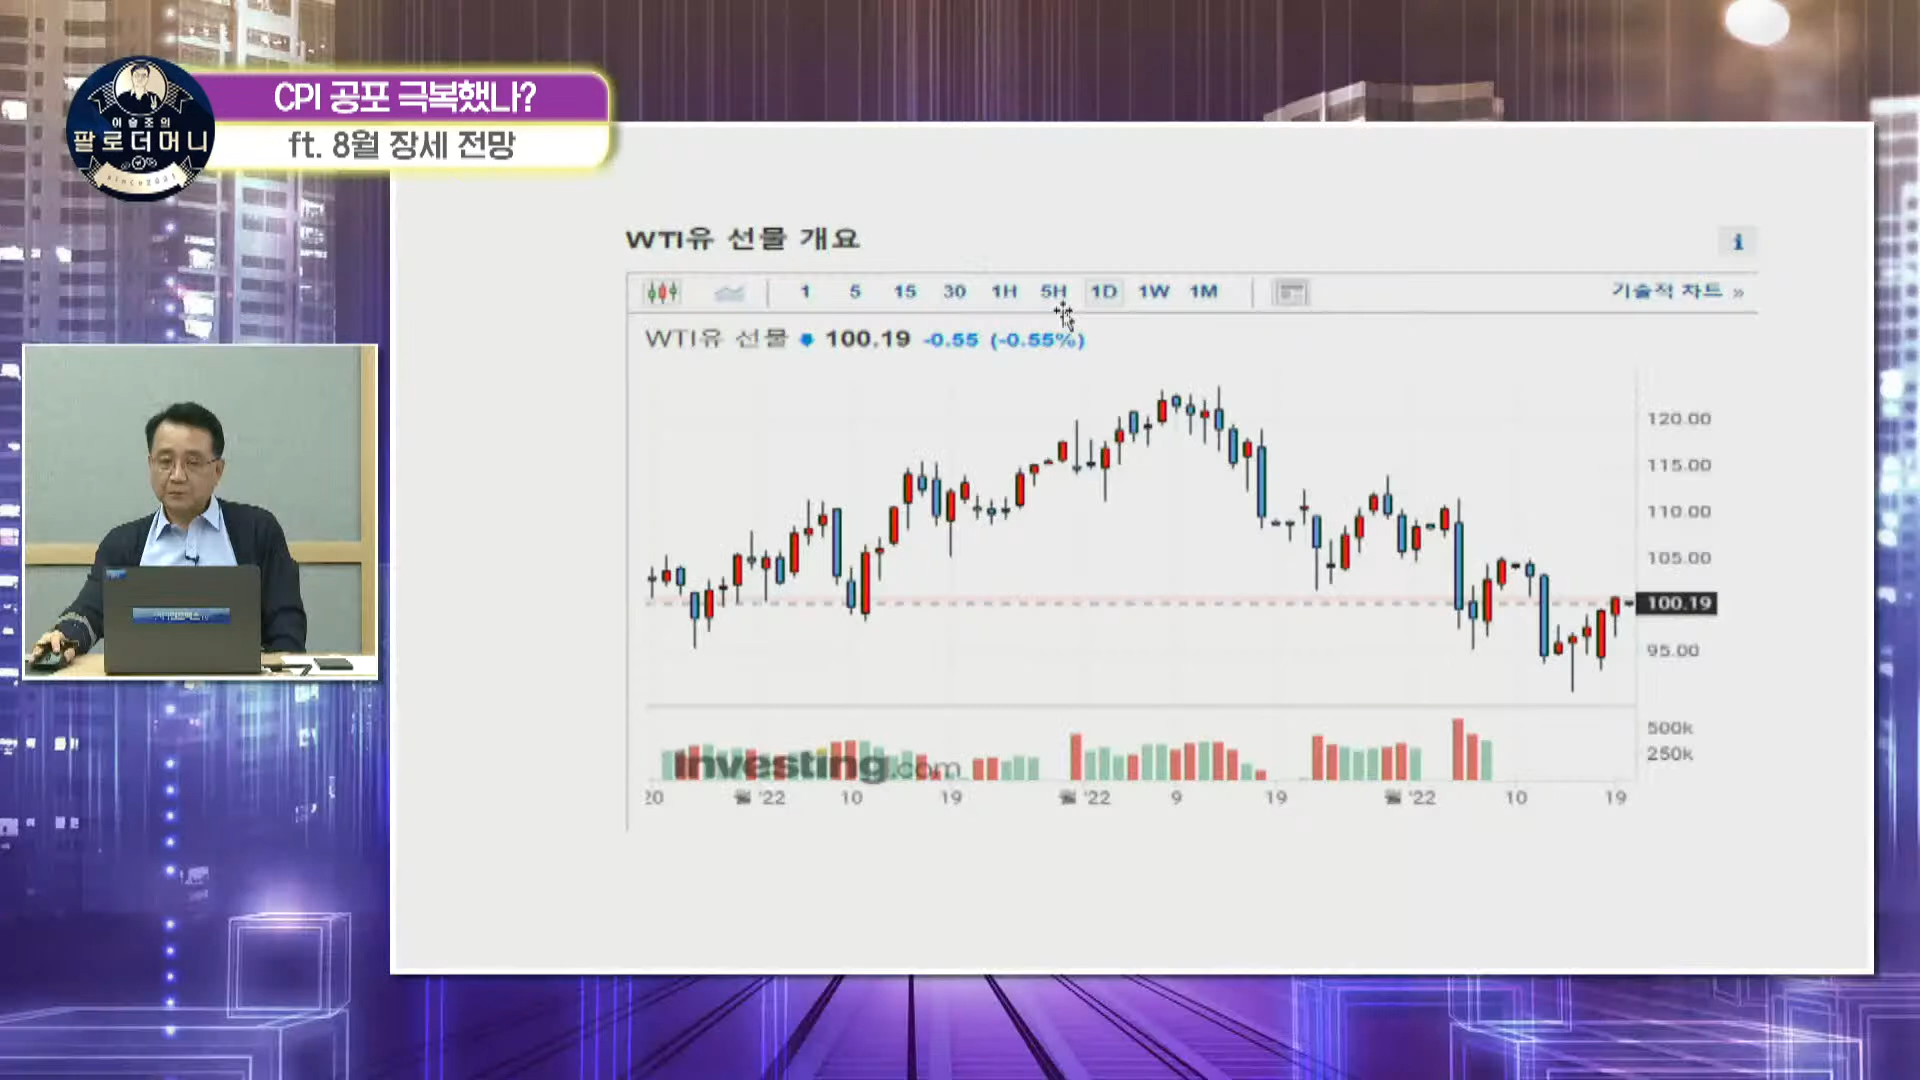 CPI 공포 극복했나?
ft. 8월 장세 전망
이승조의
팔로더머니
since2021
WTI유 선물 개요
1 5 15 30 1H 5H 1D 1W 1M
기술적 차트 »
WTI유 선물 100.19 -0.55 (-0.55%)
120.00
115.00
110.00
105.00
100.19
95.00
500k
250k
Investing.com
20 월 '22 10 19 월 '22 9 19 월 '22 10 19